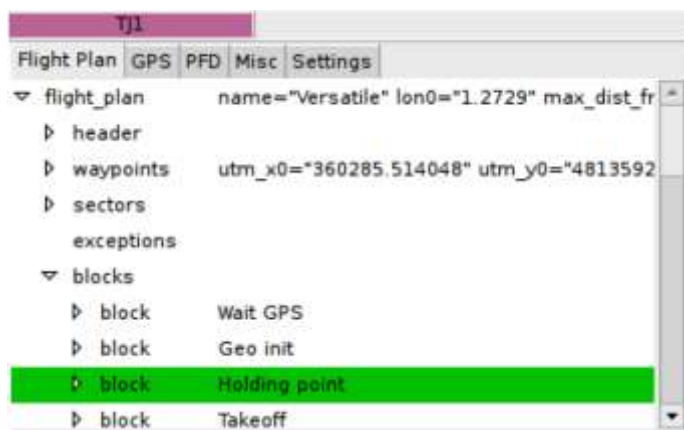 TJ1
Flight Plan GPS PFD Misc Settings
flight_plan name="Versatile" lon0="1.2729" max_dist_fr
header
waypoints utm_x0="360285.514048" utm_y0="4813592
sectors
exceptions
blocks
block Wait GPS
block Geo init
block Holding point
block Takeoff